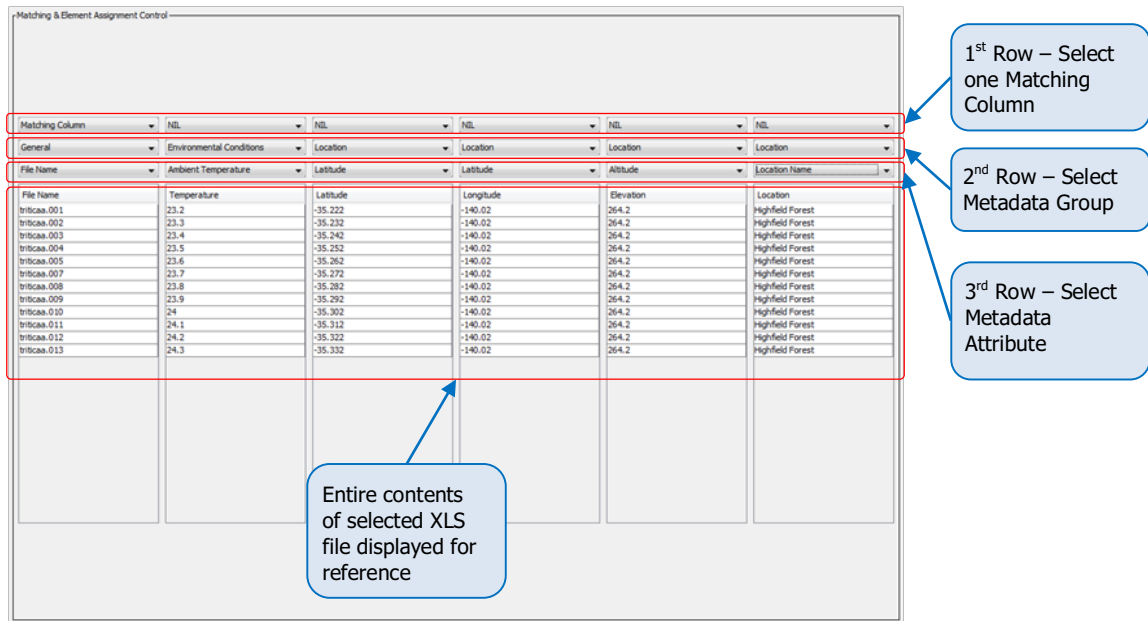 Matching & Element Assignment Control
Matching Column NIL NIL NIL NIL NIL
General Environmental Conditions Location Location Location Location
File Name Ambient Temperature Latitude Latitude Altitude Location Name
File Name Temperature Latitude Longitude Elevation Location
triticaa.001 23.2 -35.222 -140.02 264.2 Highfield Forest
triticaa.002 23.3 -35.232 -140.02 264.2 Highfield Forest
triticaa.003 23.4 -35.242 -140.02 264.2 Highfield Forest
triticaa.004 23.5 -35.252 -140.02 264.2 Highfield Forest
triticaa.005 23.6 -35.262 -140.02 264.2 Highfield Forest
triticaa.007 23.7 -35.272 -140.02 264.2 Highfield Forest
triticaa.008 23.8 -35.282 -140.02 264.2 Highfield Forest
triticaa.009 23.9 -35.292 -140.02 264.2 Highfield Forest
triticaa.010 24 -35.302 -140.02 264.2 Highfield Forest
triticaa.011 24.1 -35.312 -140.02 264.2 Highfield Forest
triticaa.012 24.2 -35.322 -140.02 264.2 Highfield Forest
triticaa.013 24.3 -35.332 -140.02 264.2 Highfield Forest
Entire contents
of selected XLS
file displayed for
reference
1st Row – Select
one Matching
Column
2nd Row – Select
Metadata Group
3rd Row – Select
Metadata
Attribute